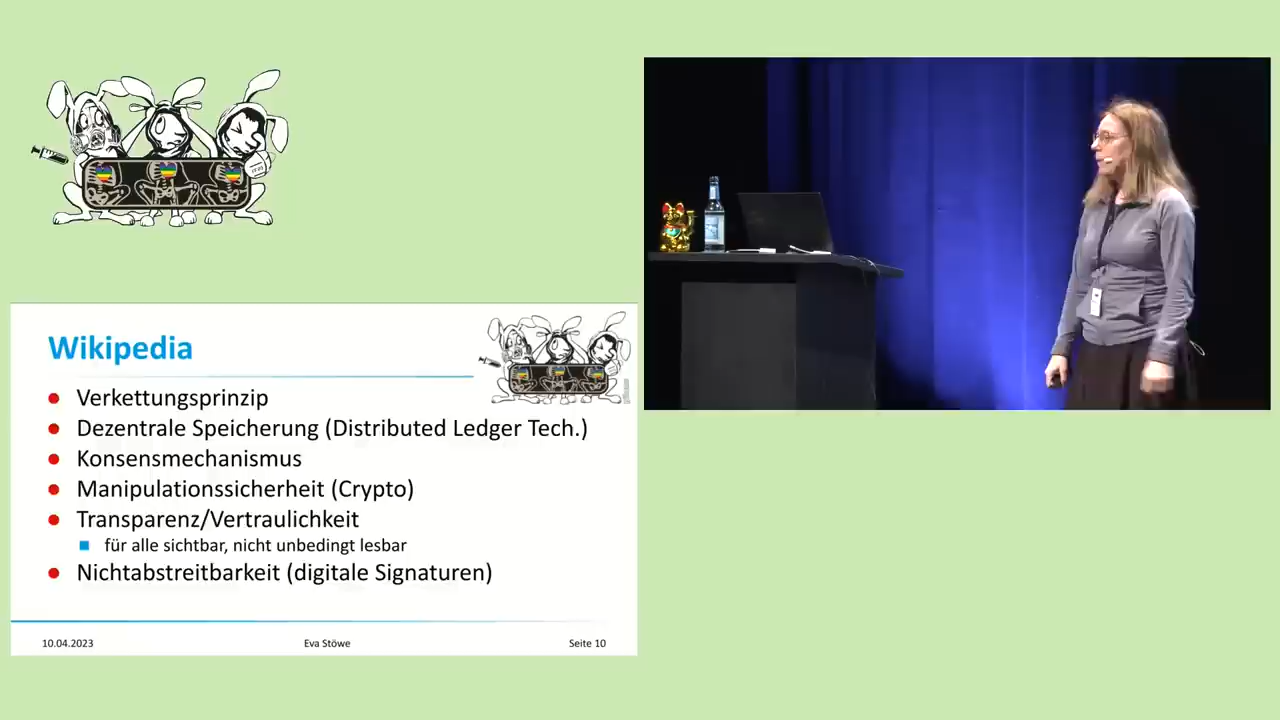 Wikipedia
Verkettungsprinzip
Dezentrale Speicherung (Distributed Ledger Tech.)
Konsensmechanismus
Manipulationssicherheit (Crypto)
Transparenz/Vertraulichkeit
für alle sichtbar, nicht unbedingt lesbar
Nichtabstreitbarkeit (digitale Signaturen)
10.04.2023
Eva Stöwe
Seite 10